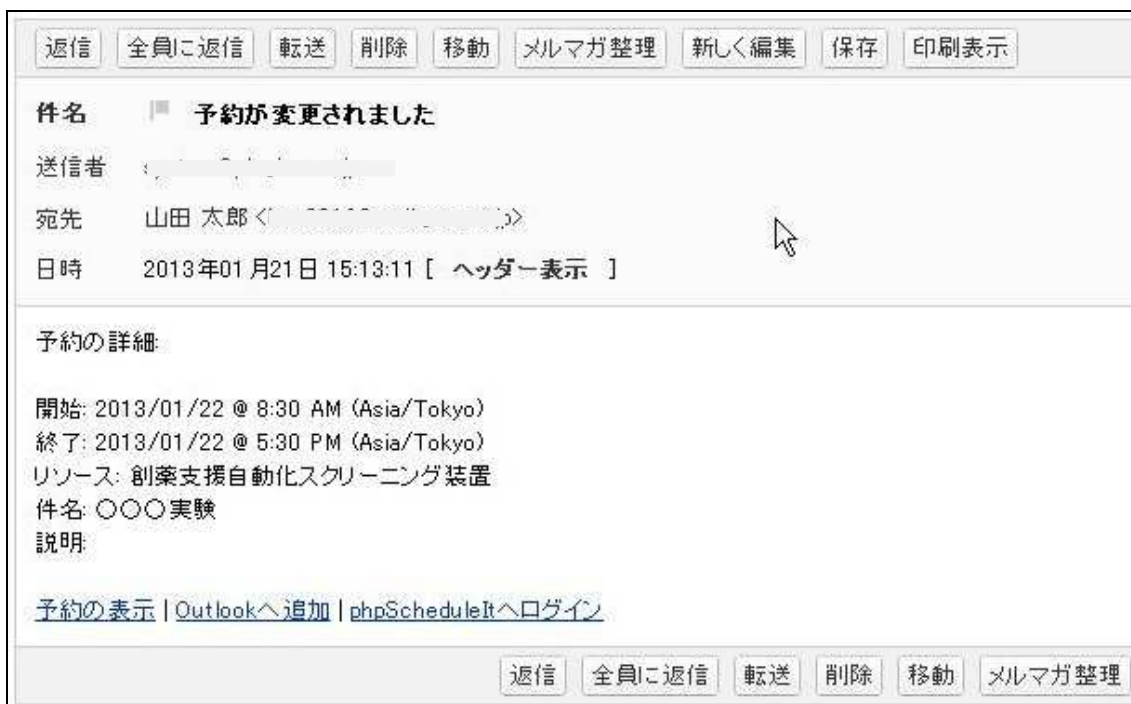 返信 全員に返信 転送 削除 移動 メルマガ整理 新しく編集 保存 印刷表示
件名 予約が変更されました
送信者
宛先 山田 太郎 <
日時 2013年01月21日 15:13:11 [ ヘッダー表示 ]
予約の詳細:
開始: 2013/01/22 @ 8:30 AM (Asia/Tokyo)
終了: 2013/01/22 @ 5:30 PM (Asia/Tokyo)
リソース: 創薬支援自動化スクリーニング装置
件名: 〇〇〇実験
説明:
予約の表示 | Outlookへ追加 | phpScheduleItへログイン
返信 全員に返信 転送 削除 移動 メルマガ整理